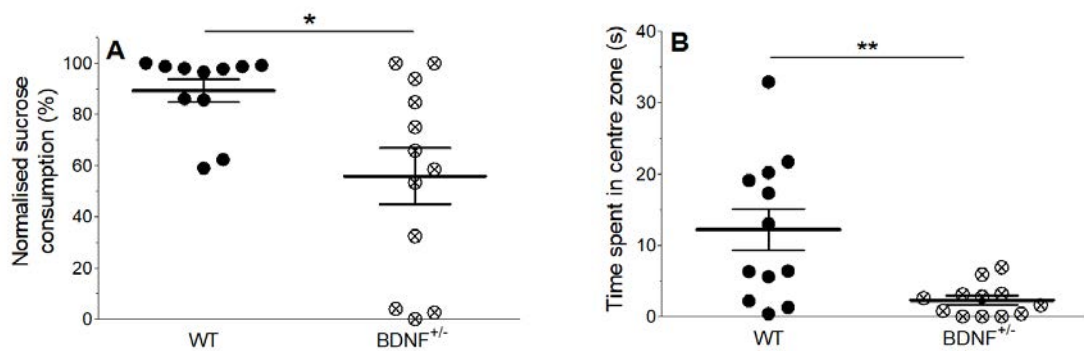 A
*
Normalised sucrose
consumption (%)
100
80
60
40
20
0
WT
BDNF+/-
B
**
Time spent in centre zone (s)
40
30
20
10
0
WT
BDNF+/-